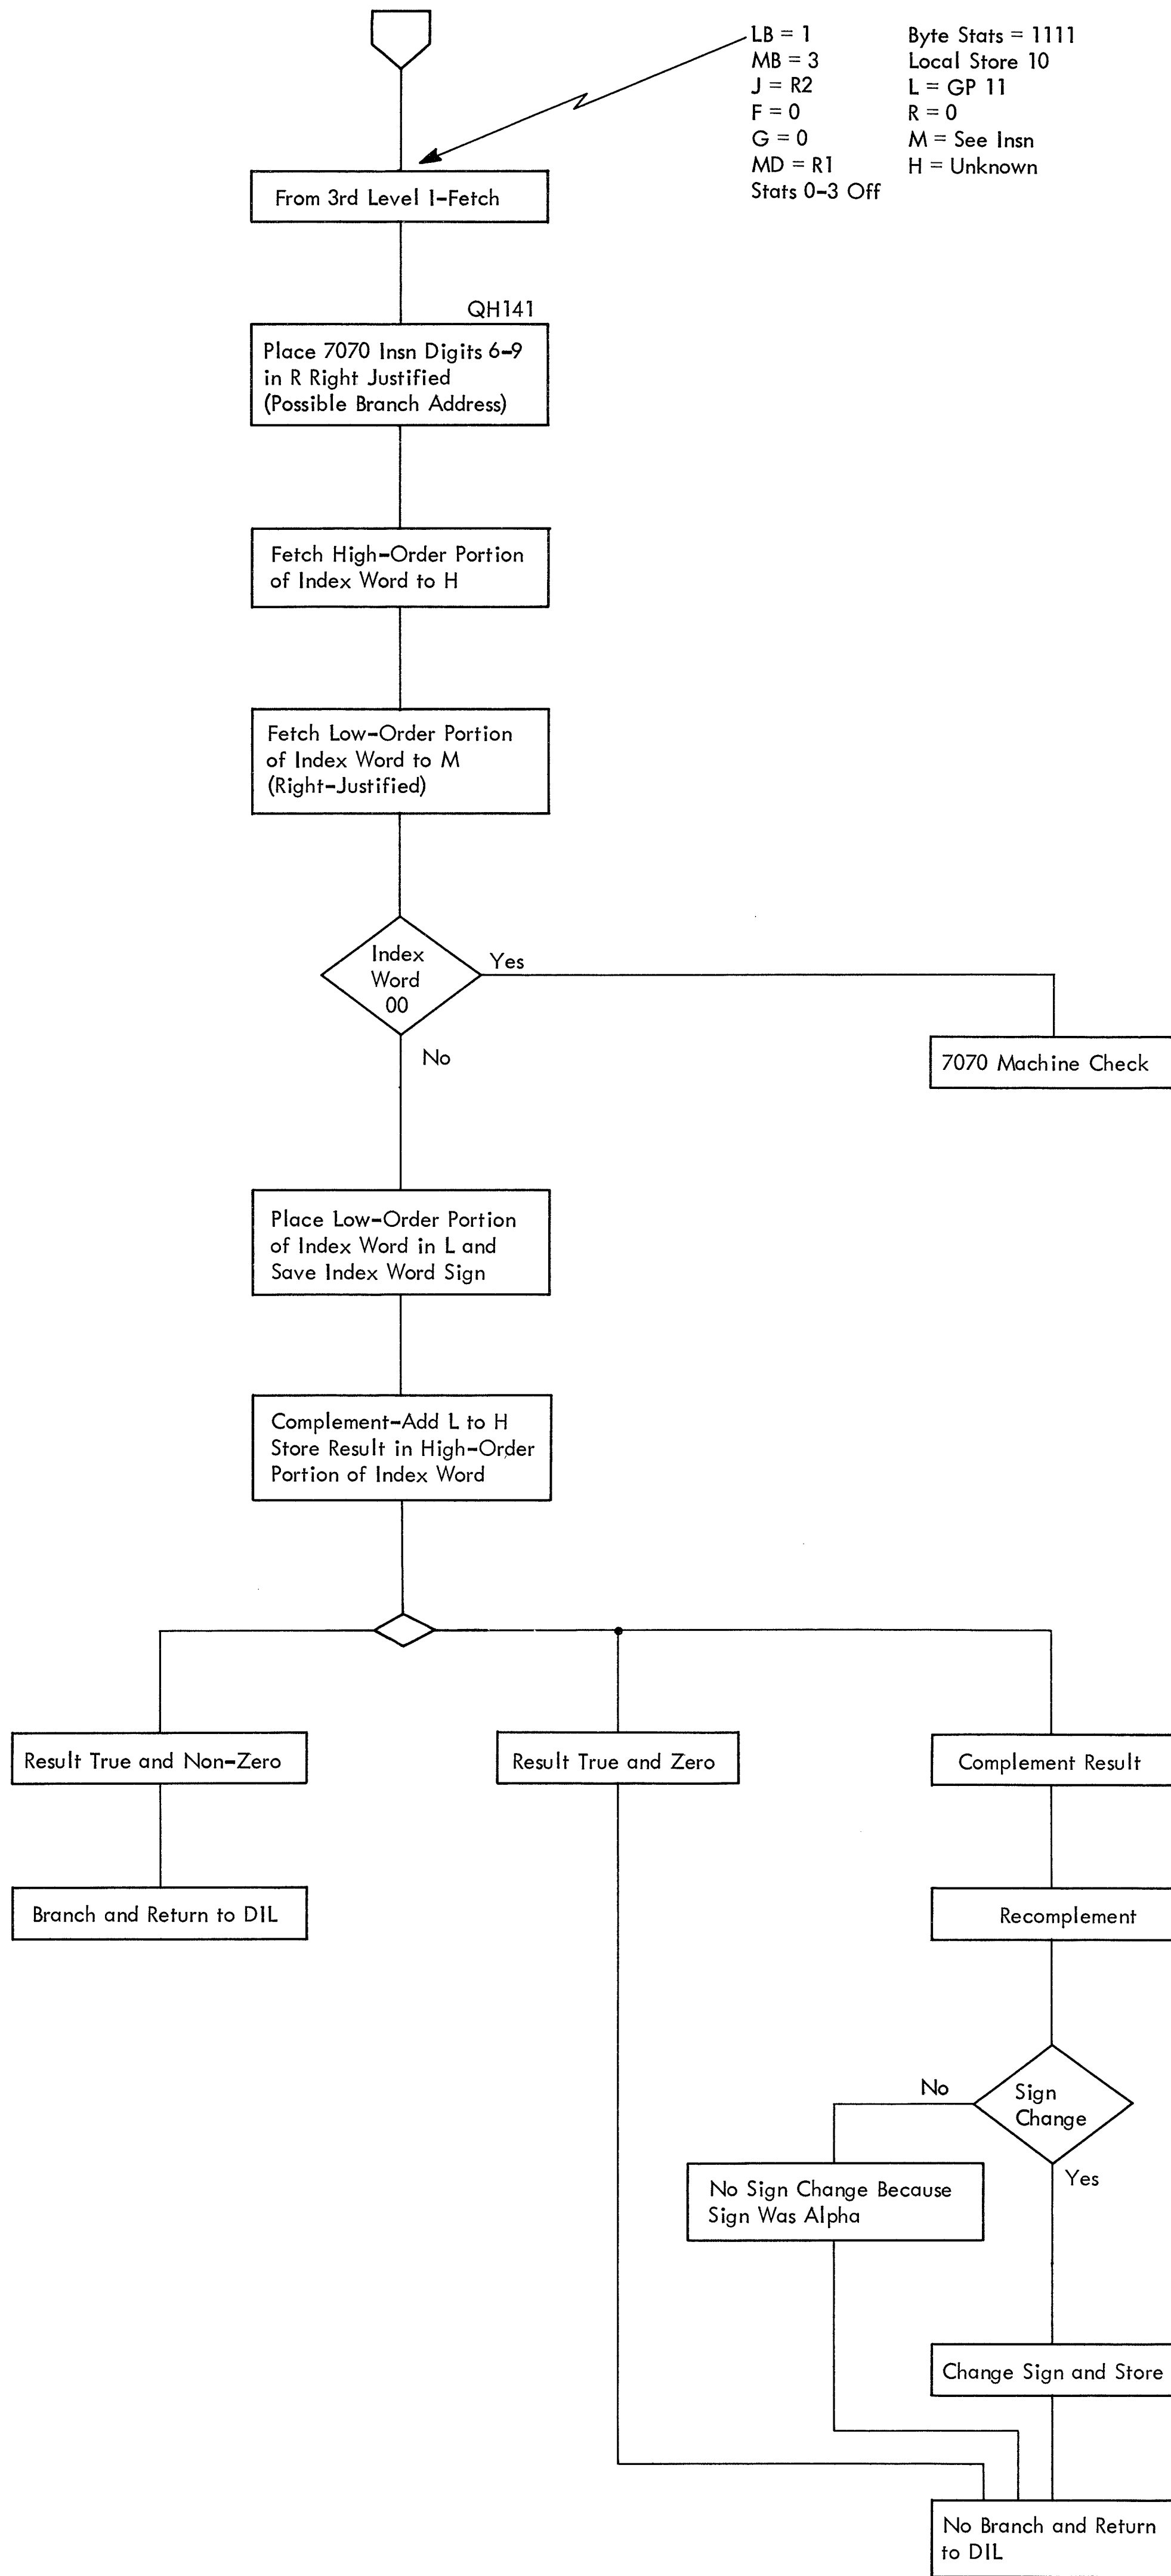 LB = 1
MB = 3
J = R2
F = 0
G = 0
MD = R1
Stats 0-3 Off
Byte Stats = 1111
Local Store 10
L = GP 11
R = 0
M = See Insn
H = Unknown
From 3rd Level I-Fetch
QH141
Place 7070 Insn Digits 6-9
in R Right Justified
(Possible Branch Address)
Fetch High-Order Portion
of Index Word to H
Fetch Low-Order Portion
of Index Word to M
(Right-Justified)
Index
Word
00
Yes
No
7070 Machine Check
Place Low-Order Portion
of Index Word in L and
Save Index Word Sign
Complement-Add L to H
Store Result in High-Order
Portion of Index Word
Result True and Non-Zero
Result True and Zero
Complement Result
Branch and Return to DIL
Recomplement
No
Sign
Change
Yes
No Sign Change Because
Sign Was Alpha
Change Sign and Store
No Branch and Return
to DIL